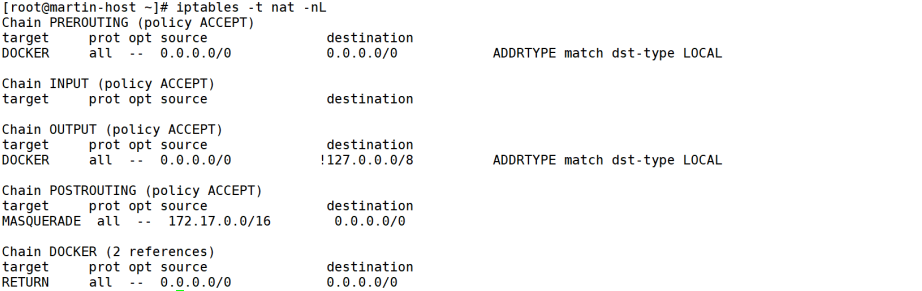 [root@martin-host ~]# iptables -t nat -nL
Chain PREROUTING (policy ACCEPT)
target     prot opt source               destination
DOCKER     all  --  0.0.0.0/0            0.0.0.0/0            ADDRTYPE match dst-type LOCAL

Chain INPUT (policy ACCEPT)
target     prot opt source               destination

Chain OUTPUT (policy ACCEPT)
target     prot opt source               destination
DOCKER     all  --  0.0.0.0/0           !127.0.0.0/8          ADDRTYPE match dst-type LOCAL

Chain POSTROUTING (policy ACCEPT)
target     prot opt source               destination
MASQUERADE  all  --  172.17.0.0/16        0.0.0.0/0

Chain DOCKER (2 references)
target     prot opt source               destination
RETURN     all  --  0.0.0.0/0            0.0.0.0/0